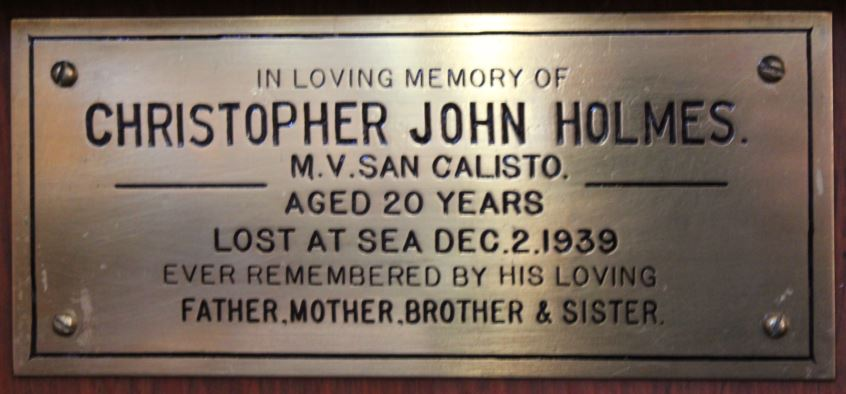 IN LOVING MEMORY OF
CHRISTOPHER JOHN HOLMES.
M.V.SAN CALISTO.
AGED 20 YEARS
LOST AT SEA DEC.2.1939
EVER REMEMBERED BY HIS LOVING
FATHER,MOTHER,BROTHER & SISTER.